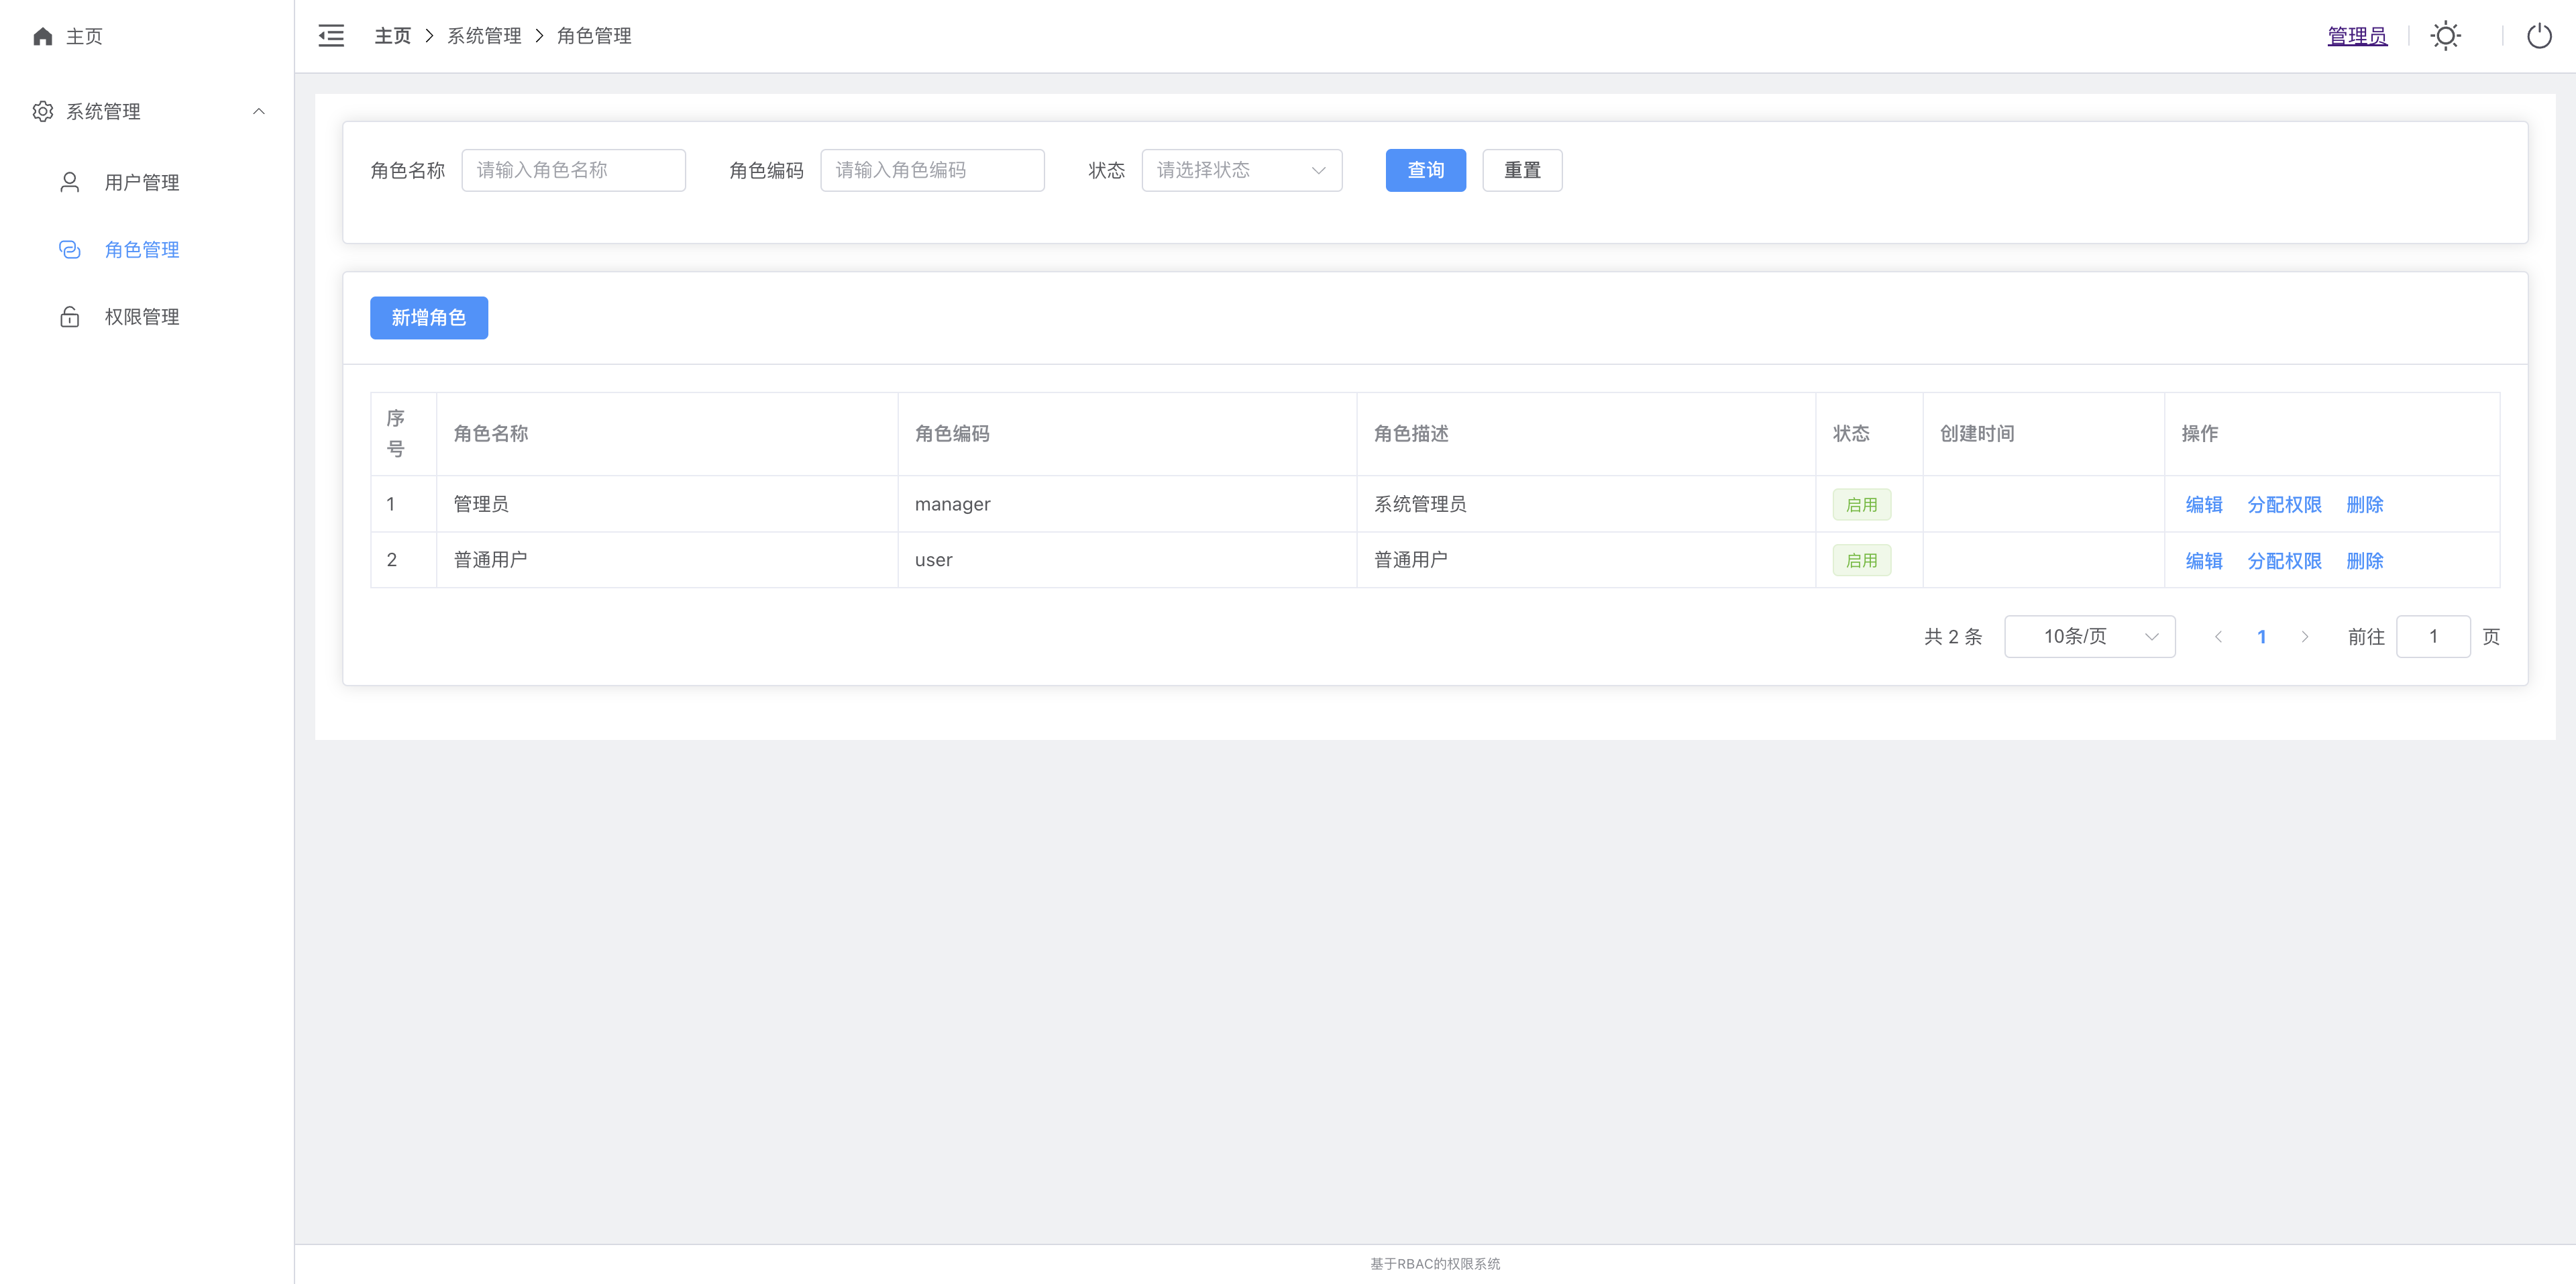 主页
系统管理
用户管理
角色管理
权限管理
主页 > 系统管理 > 角色管理
管理员
角色名称 请输入角色名称 角色编码 请输入角色编码 状态 请选择状态 查询 重置
新增角色
序号 角色名称 角色编码 角色描述 状态 创建时间 操作
1 管理员 manager 系统管理员 启用 编辑 分配权限 删除
2 普通用户 user 普通用户 启用 编辑 分配权限 删除
共 2 条 10条/页 1 前往 1 页
基于RBAC的权限系统